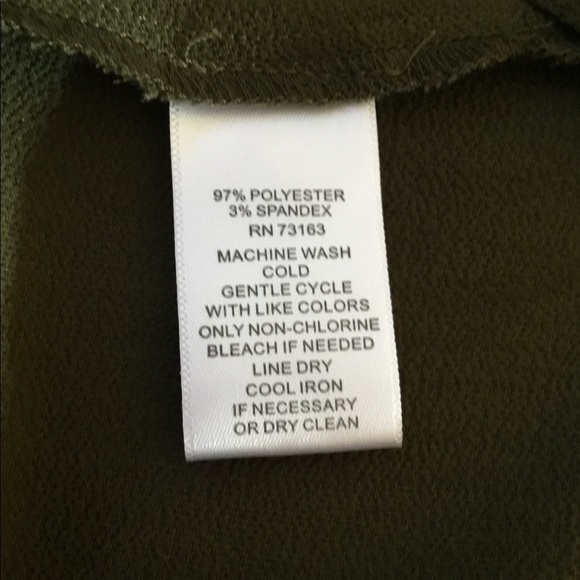 97% POLYESTER
3% SPANDEX
RN 73163
MACHINE WASH
COLD
GENTLE CYCLE
WITH LIKE COLORS
ONLY NON-CHLORINE
BLEACH IF NEEDED
LINE DRY
COOL IRON
IF NECESSARY
OR DRY CLEAN